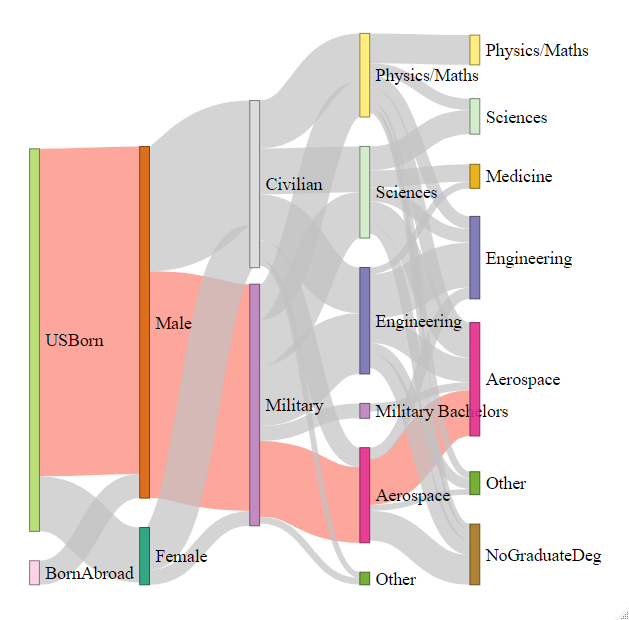 USBorn
BornAbroad
Male
Female
Civilian
Military
Physics/Maths
Sciences
Engineering
Military Bachelors
Aerospace
Other
Physics/Maths
Sciences
Medicine
Engineering
Aerospace
Other
NoGraduateDeg